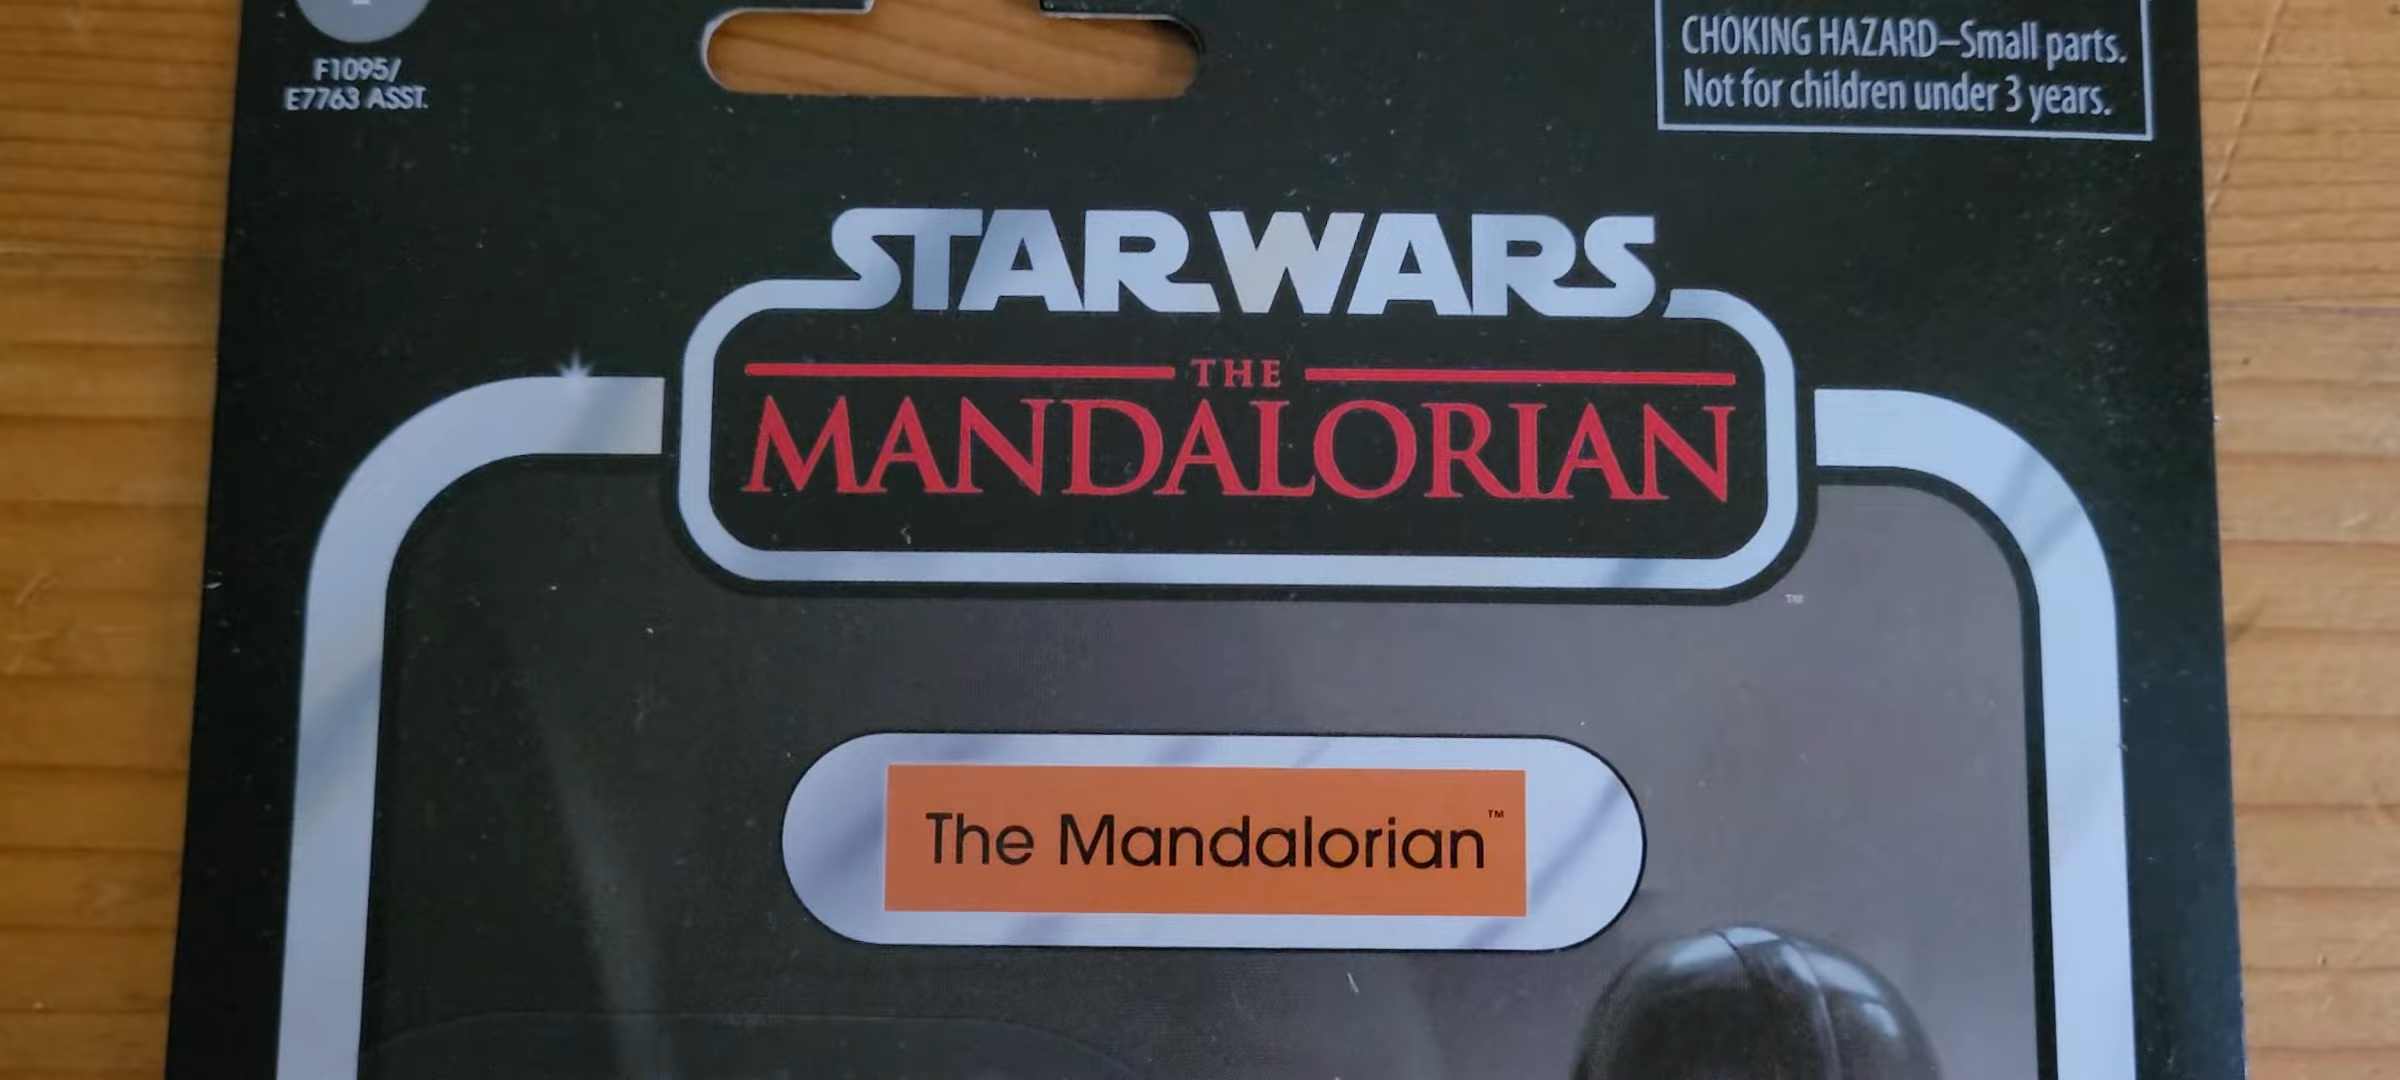 F1095/
E7763 ASST.
CHOKING HAZARD–Small parts.
Not for children under 3 years.
STAR WARS
THE
MANDALORIAN
™
The Mandalorian™